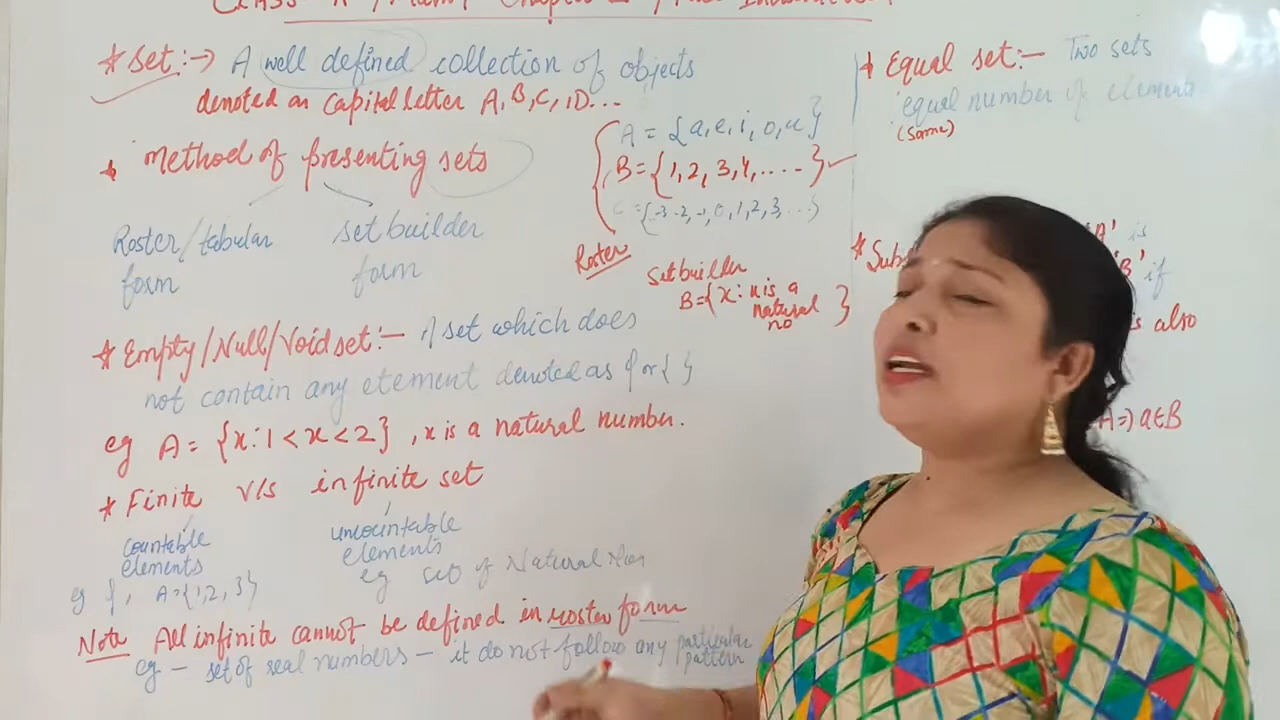 * Set:→ A well defined collection of objects
denoted as capital letter A, B, C, D...
* Method of presenting sets
Roster/tabular form
set builder form
A = {a, e, i, o, u}
B = {1, 2, 3, 4, ....}
C = {-3 -2, -1, 0, 1, 2, 3, ...}
Roster
Set builder
B={x: x is a
natural
no }
* Empty/Null/Void set:- A set which does
not contain any etement denoted as φ or { }
eg A = {x: 1 < x < 2}, x is a natural number.
* Finite v/s infinite set
countable
elements
uncountable
elements
eg A={1,2,3}
eg set of Natural
Note All infinite cannot be defined in roster form
eg - set of real numbers - it do not follow any particular
pattern
* Equal set:- Two sets
equal number of elements
(same)
* Sub
'A' is
'B' if
is also
A => a∈B